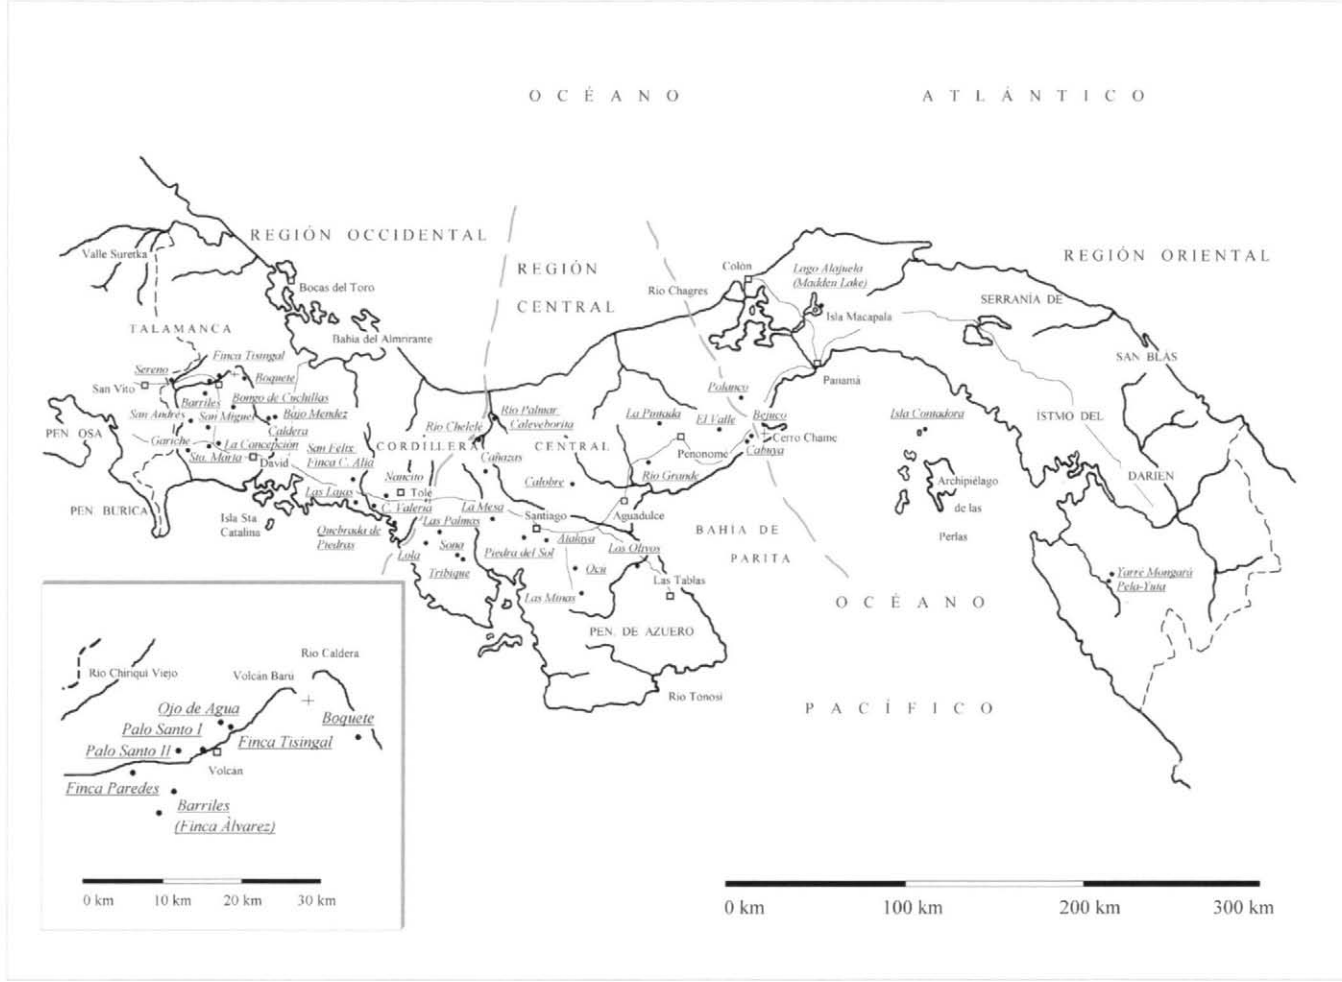 OCÉANO ATLÁNTICO
REGIÓN OCCIDENTAL
REGIÓN
CENTRAL
REGIÓN ORIENTAL
Valle Suretka
Bocas del Toro
Colón
Lago Alajuela
(Madden Lake)
Río Chagres
SERRANÍA DE
Isla Macapala
TALAMANCA
Bahía del Almrirante
SAN BLAS
Finca Tisingal
Sereno
Boquete
Panamá
San Vito
Polanco
Barriles
Bongo de Cuchillas
San Andrés
San Miguel
Bajo Mendez
Río Palmar
Caleveborita
La Pintada
El Valle
Bejuco
Isla Contadora
ISTMO DEL
PEN OSA
Caldera
Río Chelelé
Gariche
La Concepción
San Félix
CORDILLERA
CENTRAL
Cerro Chame
Penonomé
Cabuya
Sta. María
David
Finca C. Alia
Cañazas
Río Grande
DARIEN
Nancito
Calobre
Archipiélago
de las
Perlas
Las Lajas
Tolé
PEN BURICA
C. Valeria
La Mesa
Isla Sta
Catalina
Las Palmas
Santiago
Aguadulce
BAHÍA DE
PARITA
Quebrada de
Piedras
Lola
Sona
Piedra del Sol
Atalaya
Los Olivos
Tribique
Ocú
Las Tablas
Yarré Mongará
Pela-Yuta
Las Minas
OCÉANO
PEN. DE AZUERO
Río Tonosí
PACÍFICO
Río Caldera
Río Chiriquí Viejo
Volcán Barú
Ojo de Agua
Palo Santo I
Boquete
Palo Santo II
Finca Tisingal
Volcán
Finca Paredes
Barriles
(Finca Àlvarez)
0 km 10 km 20 km 30 km
0 km 100 km 200 km 300 km